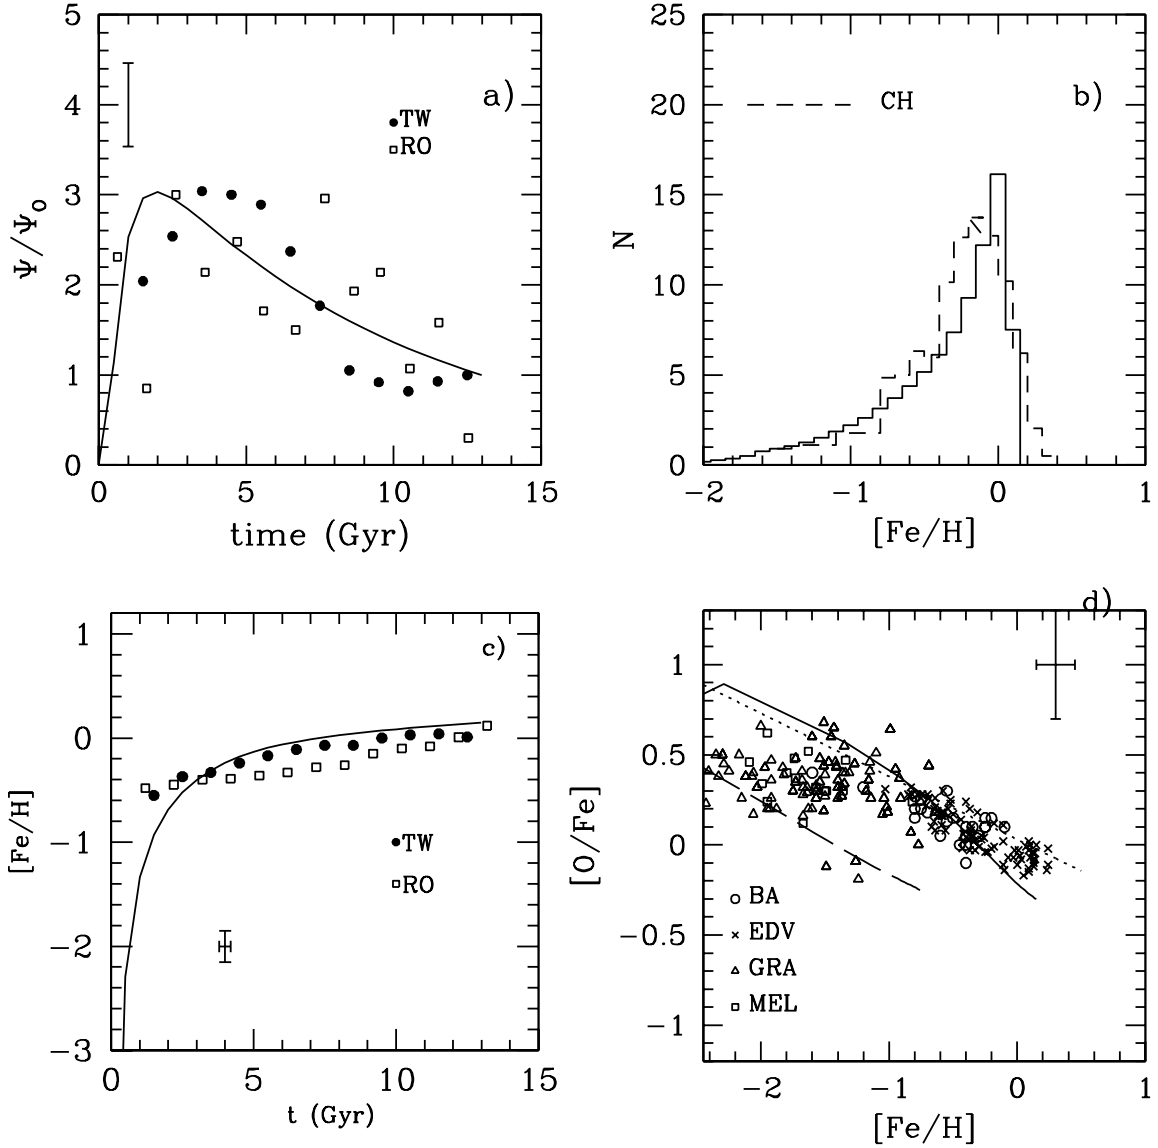 5
4
3
2
1
0
Ψ/Ψ0
a)
TW
RO
0 5 10 15
time (Gyr)
25
20
15
10
5
0
N
CH
b)
−2 −1 0 1
[Fe/H]
1
0
−1
−2
−3
[Fe/H]
c)
TW
RO
0 5 10 15
t (Gyr)
d)
1
0.5
0
−0.5
−1
[O/Fe]
BA
EDV
GRA
MEL
−2 −1 0 1
[Fe/H]